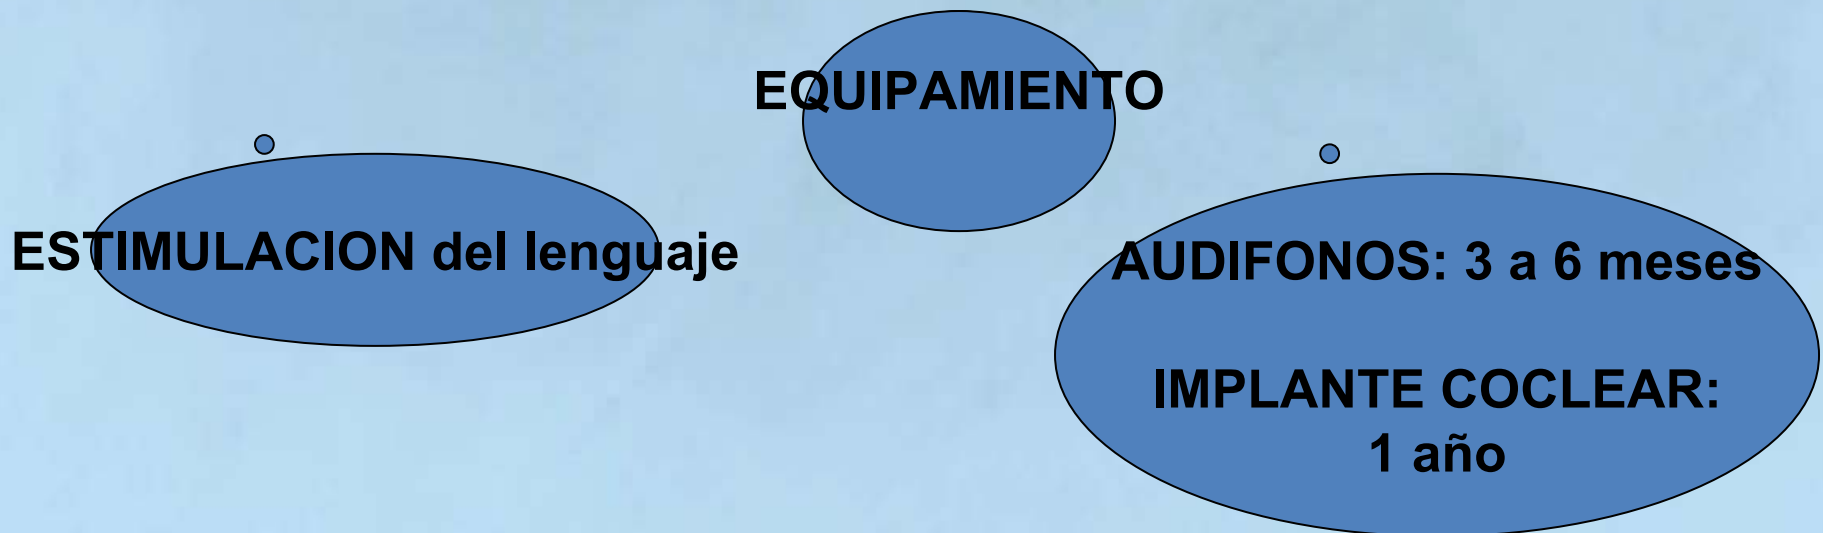 EQUIPAMIENTO
ESTIMULACION del lenguaje
AUDIFONOS: 3 a 6 meses
IMPLANTE COCLEAR:
1 año